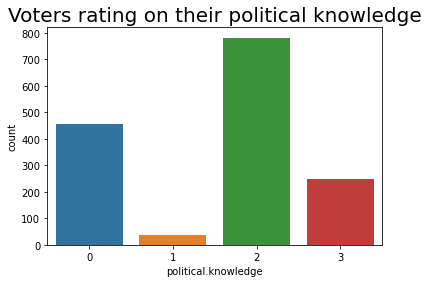 Voters rating on their political knowledge
800
700
600
500
400
300
200
100
0
count
0 1 2 3
political.knowledge